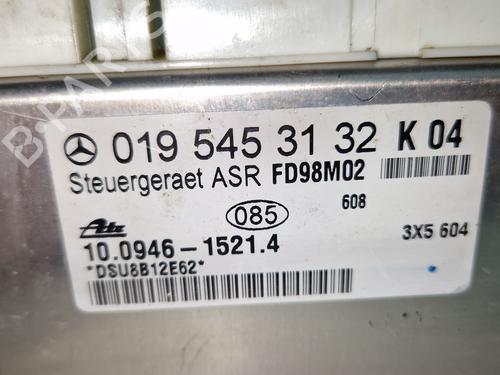 019 545 31 32 K 04
Steuergeraet ASR FD98M02
085
608
Ate
10.0946-1521.4
3X5 604
*DSU8B12E62*